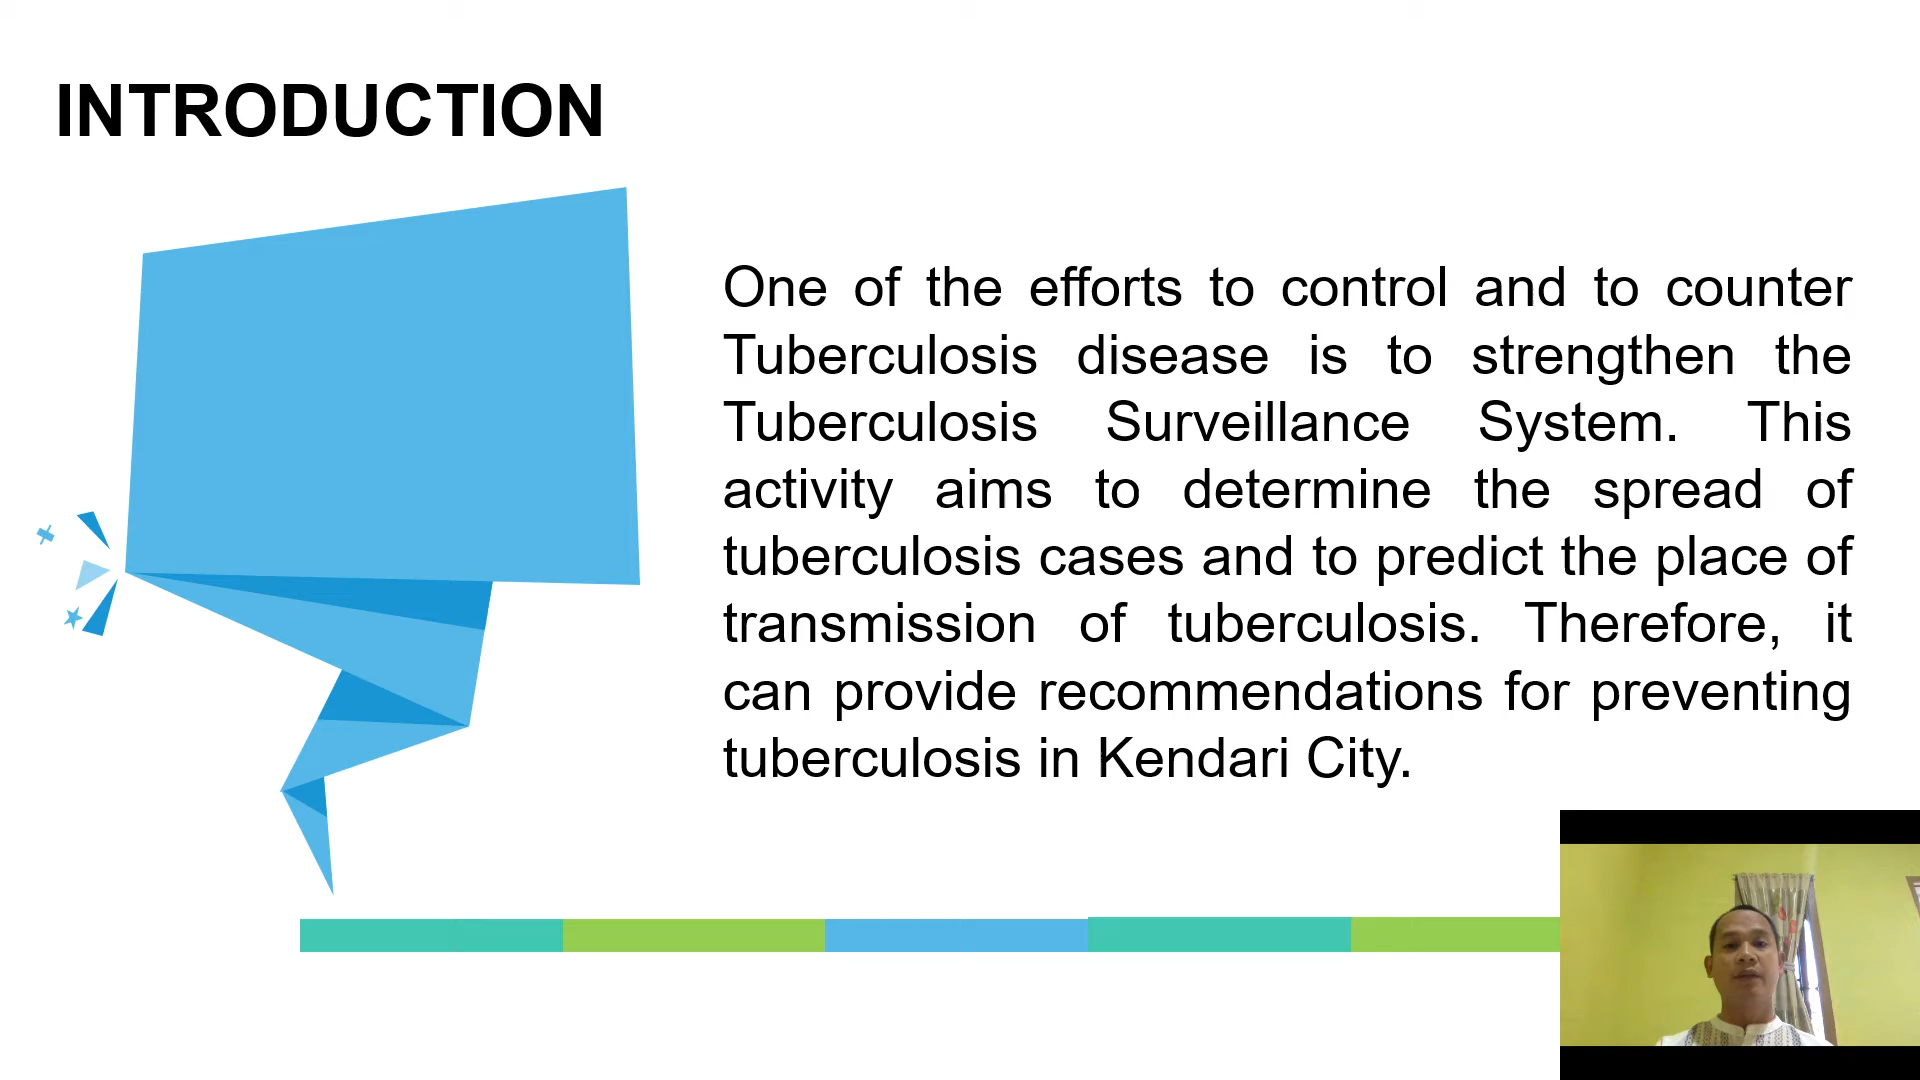 INTRODUCTION
One of the efforts to control and to counter
Tuberculosis disease is to strengthen the
Tuberculosis Surveillance System. This
activity aims to determine the spread of
tuberculosis cases and to predict the place of
transmission of tuberculosis. Therefore, it
can provide recommendations for preventing
tuberculosis in Kendari City.